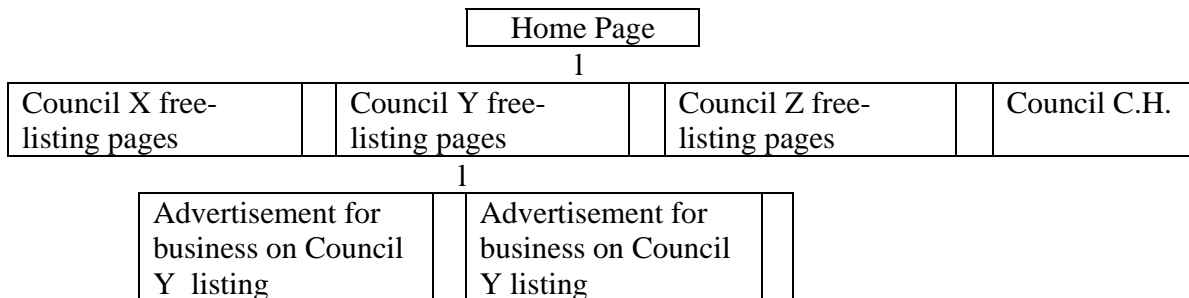 Home Page
l
Council X free- Council Y free- Council Z free- Council C.H.
listing pages listing pages listing pages
l
Advertisement for Advertisement for
business on Council business on Council
Y listing Y listing